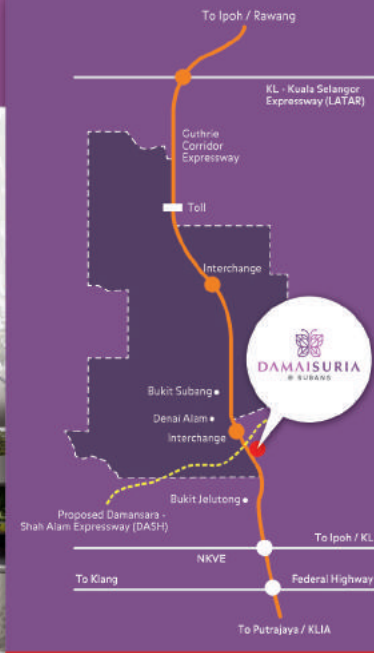 To Ipoh / Rawang
KL - Kuala Selangor
Expressway (LATAR)
Guthrie
Corridor
Expressway
Toll
Interchange
DAMAISURIA
@ SUBANG
Bukit Subang
Denai Alam
Interchange
Bukit Jelutong
Proposed Damansara -
Shah Alam Expressway (DASH)
To Ipoh / KL
NKVE
To Klang
Federal Highway
To Putrajaya / KLIA